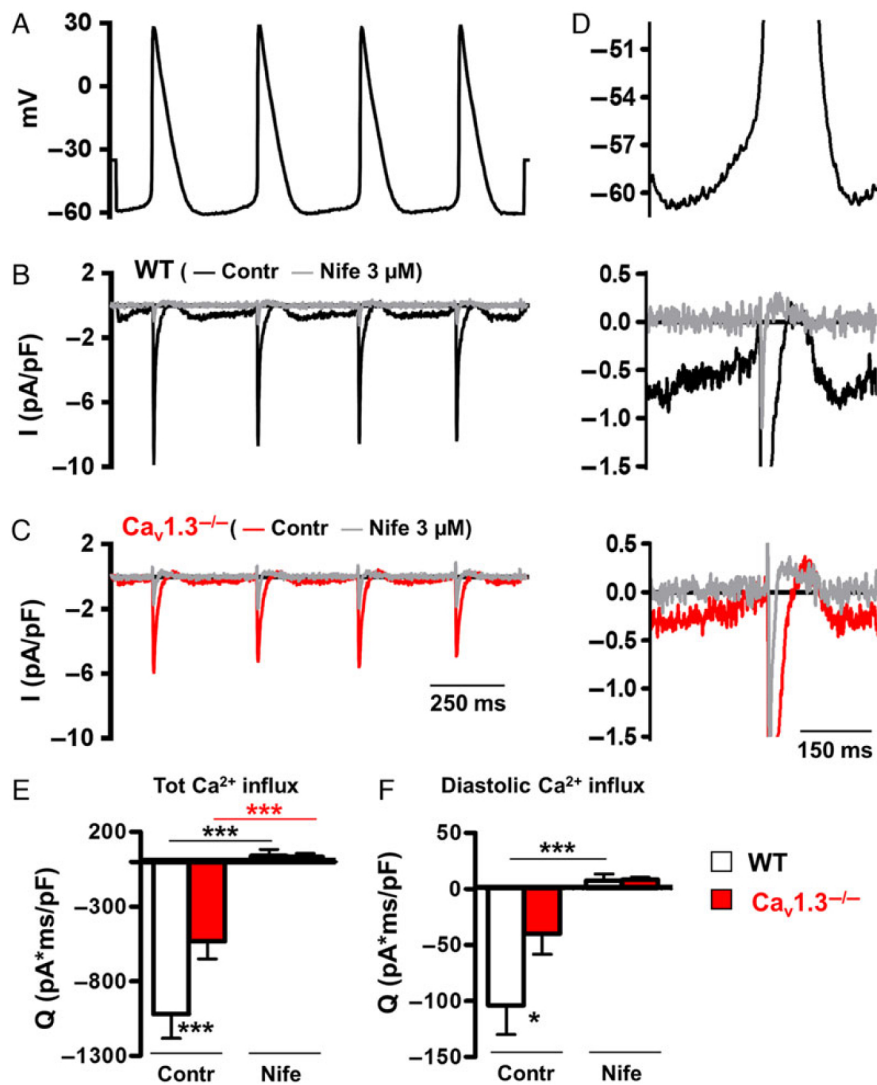 A
30
0
−30
−60
mV
D
−51
−54
−57
−60
B
WT ( — Contr — Nife 3 µM)
2
−2
−6
−10
I (pA/pF)
0.5
0.0
−0.5
−1.0
−1.5
C
Cav1.3−/− ( — Contr — Nife 3 µM)
2
−2
−6
−10
I (pA/pF)
250 ms
0.5
0.0
−0.5
−1.0
−1.5
150 ms
E
Tot Ca2+ influx
***
***
200
−300
−800
−1300
Q (pA*ms/pF)
***
Contr Nife
F
Diastolic Ca2+ influx
50
0
−50
−100
−150
Q (pA*ms/pF)
***
*
Contr Nife
WT
Cav1.3−/−